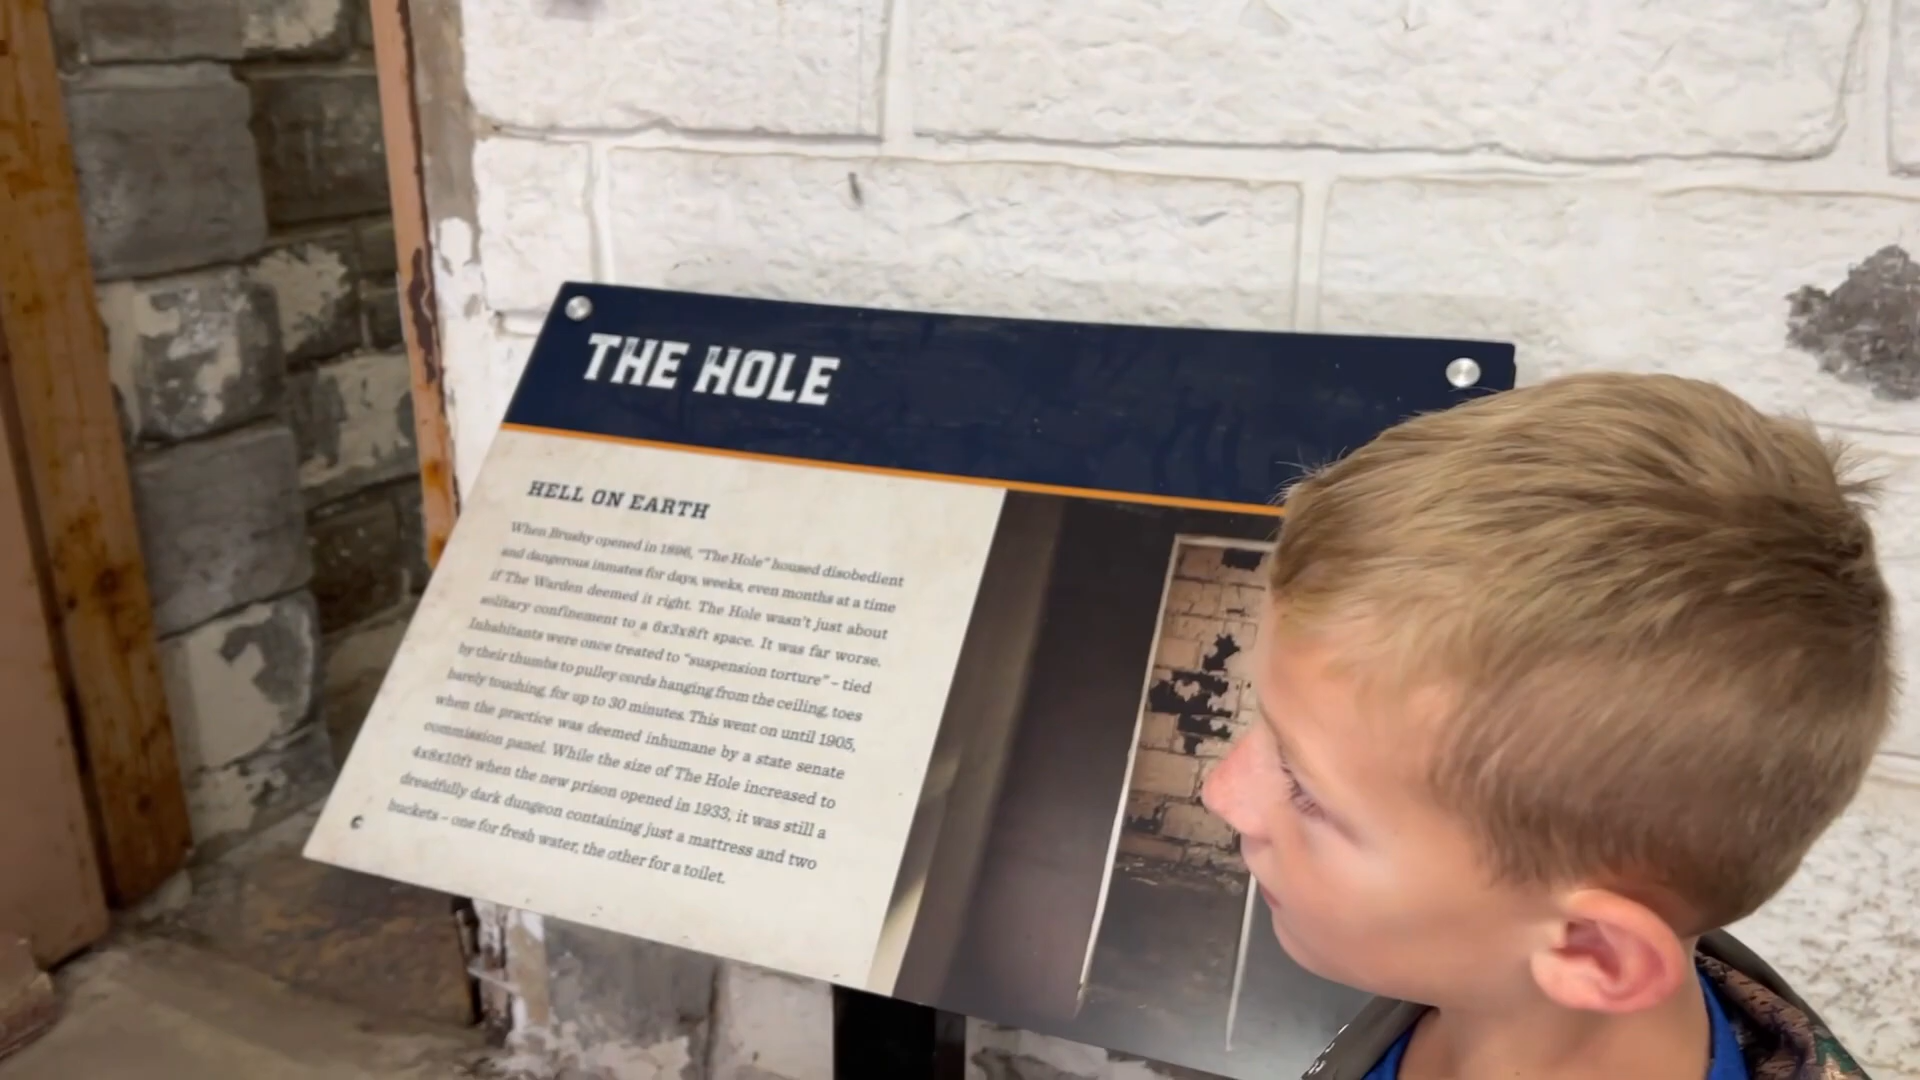 THE HOLE
HELL ON EARTH
When Brushy opened in 1896, "The Hole" housed disobedient
and dangerous inmates for days, weeks, even months at a time
if The Warden deemed it right. The Hole wasn't just about
solitary confinement to a 6x3x8ft space. It was far worse.
Inhabitants were once treated to "suspension torture" – tied
by their thumbs to pulley cords hanging from the ceiling, toes
barely touching, for up to 30 minutes. This went on until 1905,
when the practice was deemed inhumane by a state senate
commission panel. While the size of The Hole increased to
4x8x10ft when the new prison opened in 1933, it was still a
dreadfully dark dungeon containing just a mattress and two
buckets – one for fresh water, the other for a toilet.